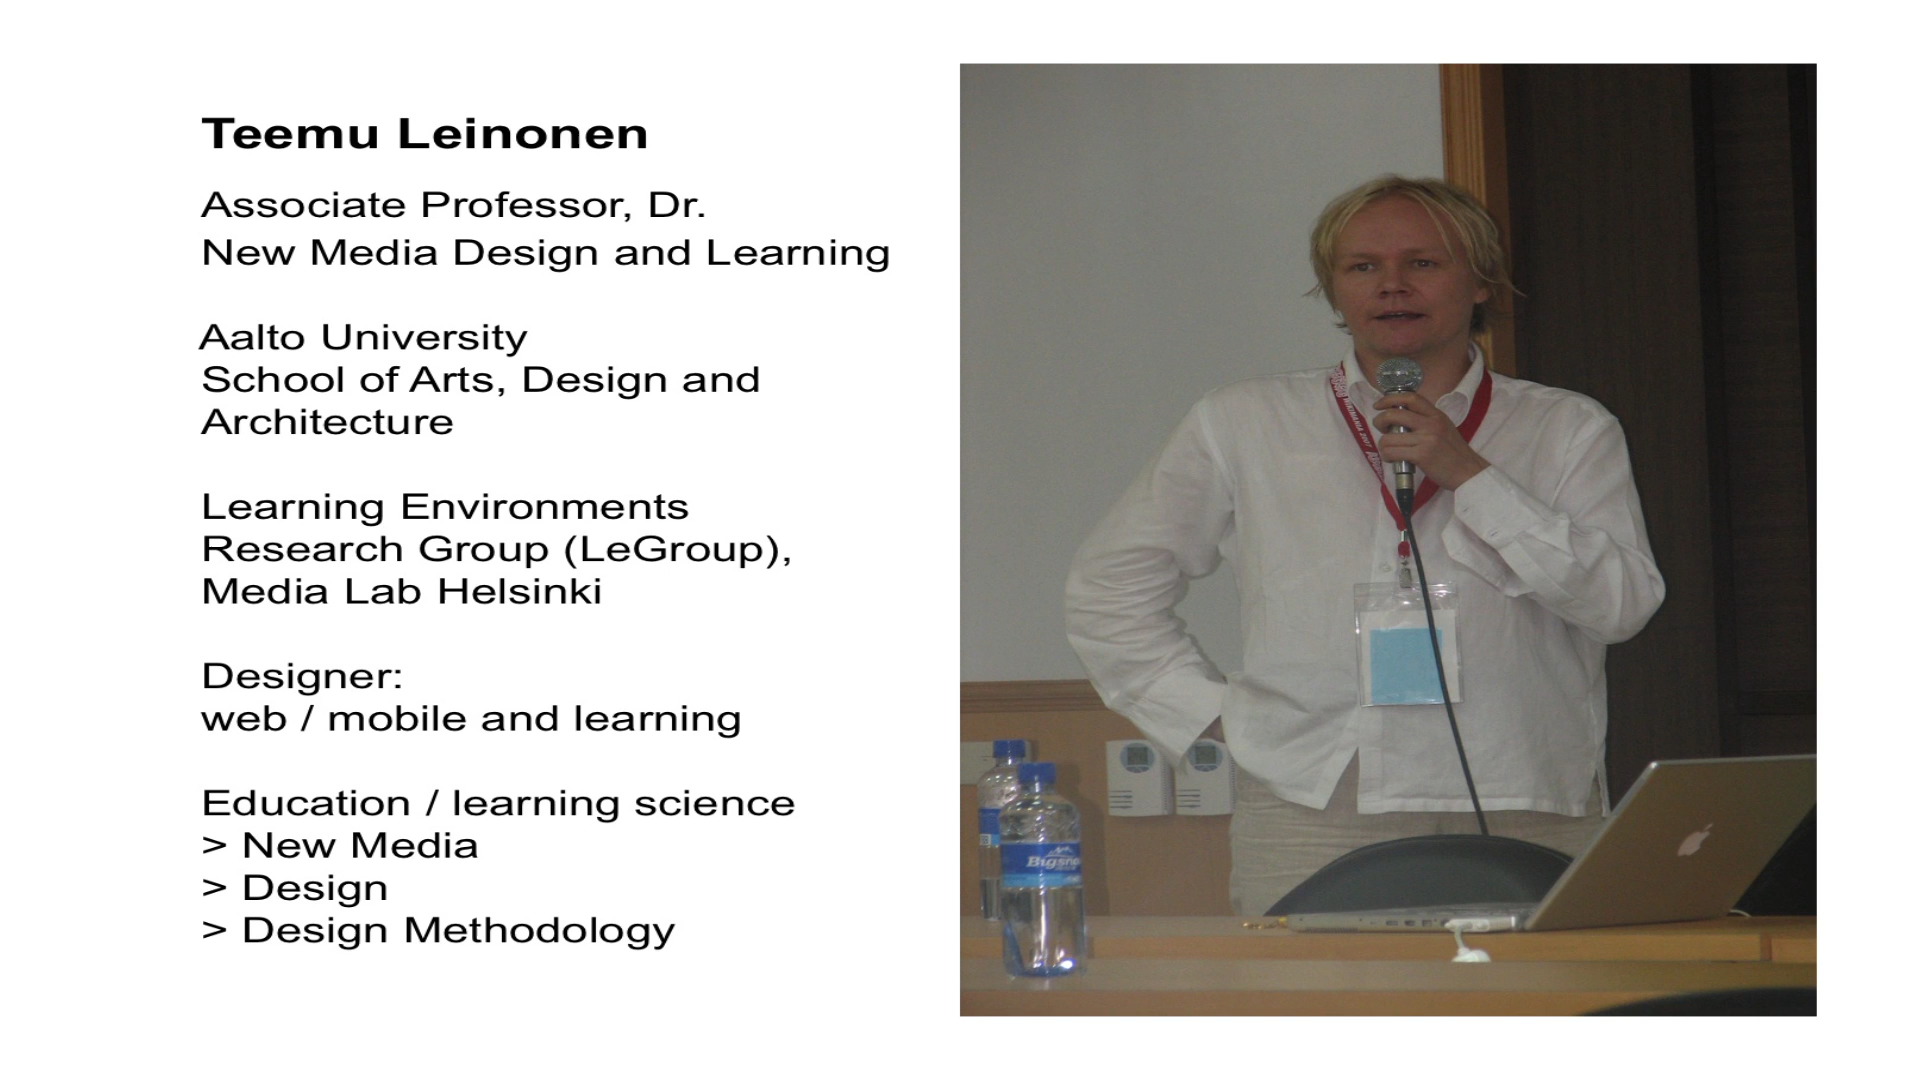 Teemu Leinonen
Associate Professor, Dr.
New Media Design and Learning
Aalto University
School of Arts, Design and
Architecture
Learning Environments
Research Group (LeGroup),
Media Lab Helsinki
Designer:
web / mobile and learning
Education / learning science
> New Media
> Design
> Design Methodology
WIKIMANIA 2007